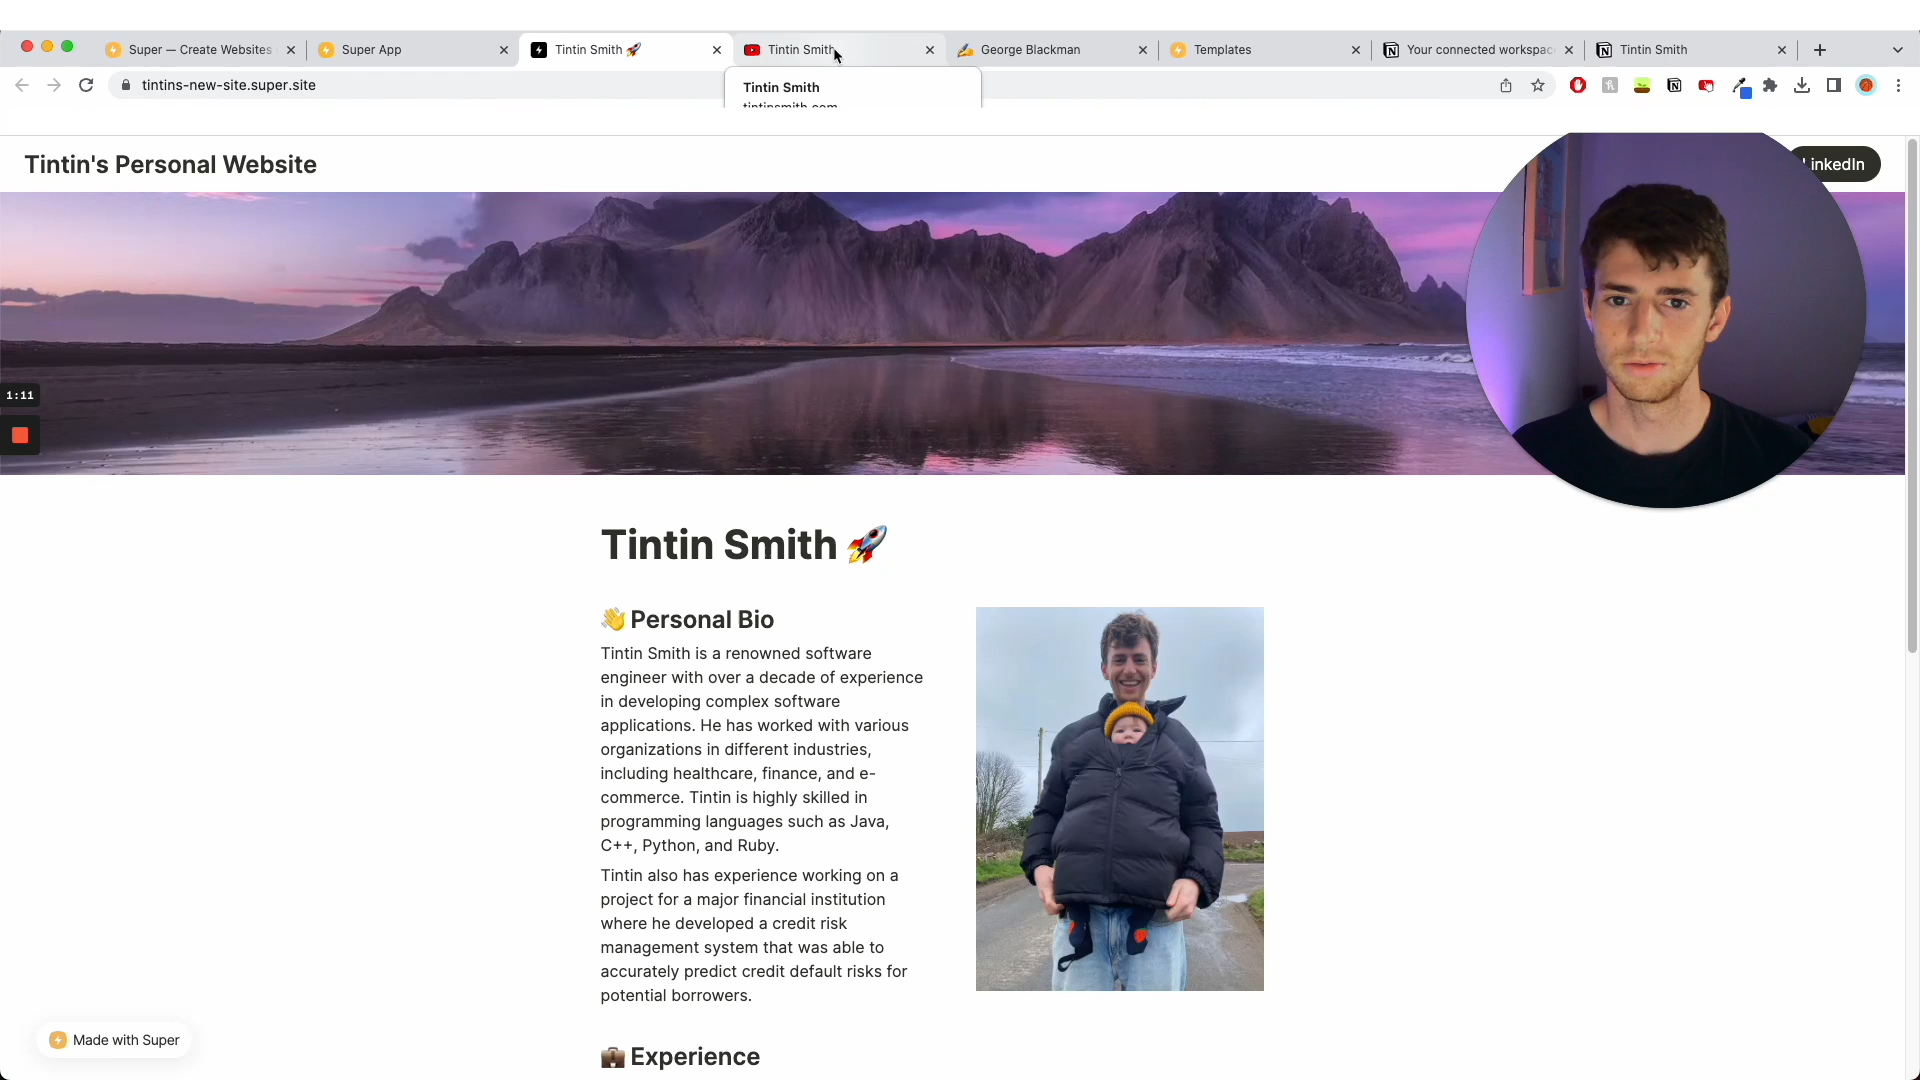 Super — Create Websites
Super App
Tintin Smith 🚀
Tintin Smith
George Blackman
Templates
Your connected workspac
Tintin Smith
tintins-new-site.super.site
Tintin Smith
tintinsmith.com
Tintin's Personal Website
LinkedIn
1:11
Tintin Smith 🚀
👋 Personal Bio
Tintin Smith is a renowned software
engineer with over a decade of experience
in developing complex software
applications. He has worked with various
organizations in different industries,
including healthcare, finance, and e-
commerce. Tintin is highly skilled in
programming languages such as Java,
C++, Python, and Ruby.
Tintin also has experience working on a
project for a major financial institution
where he developed a credit risk
management system that was able to
accurately predict credit default risks for
potential borrowers.
Made with Super
💼 Experience